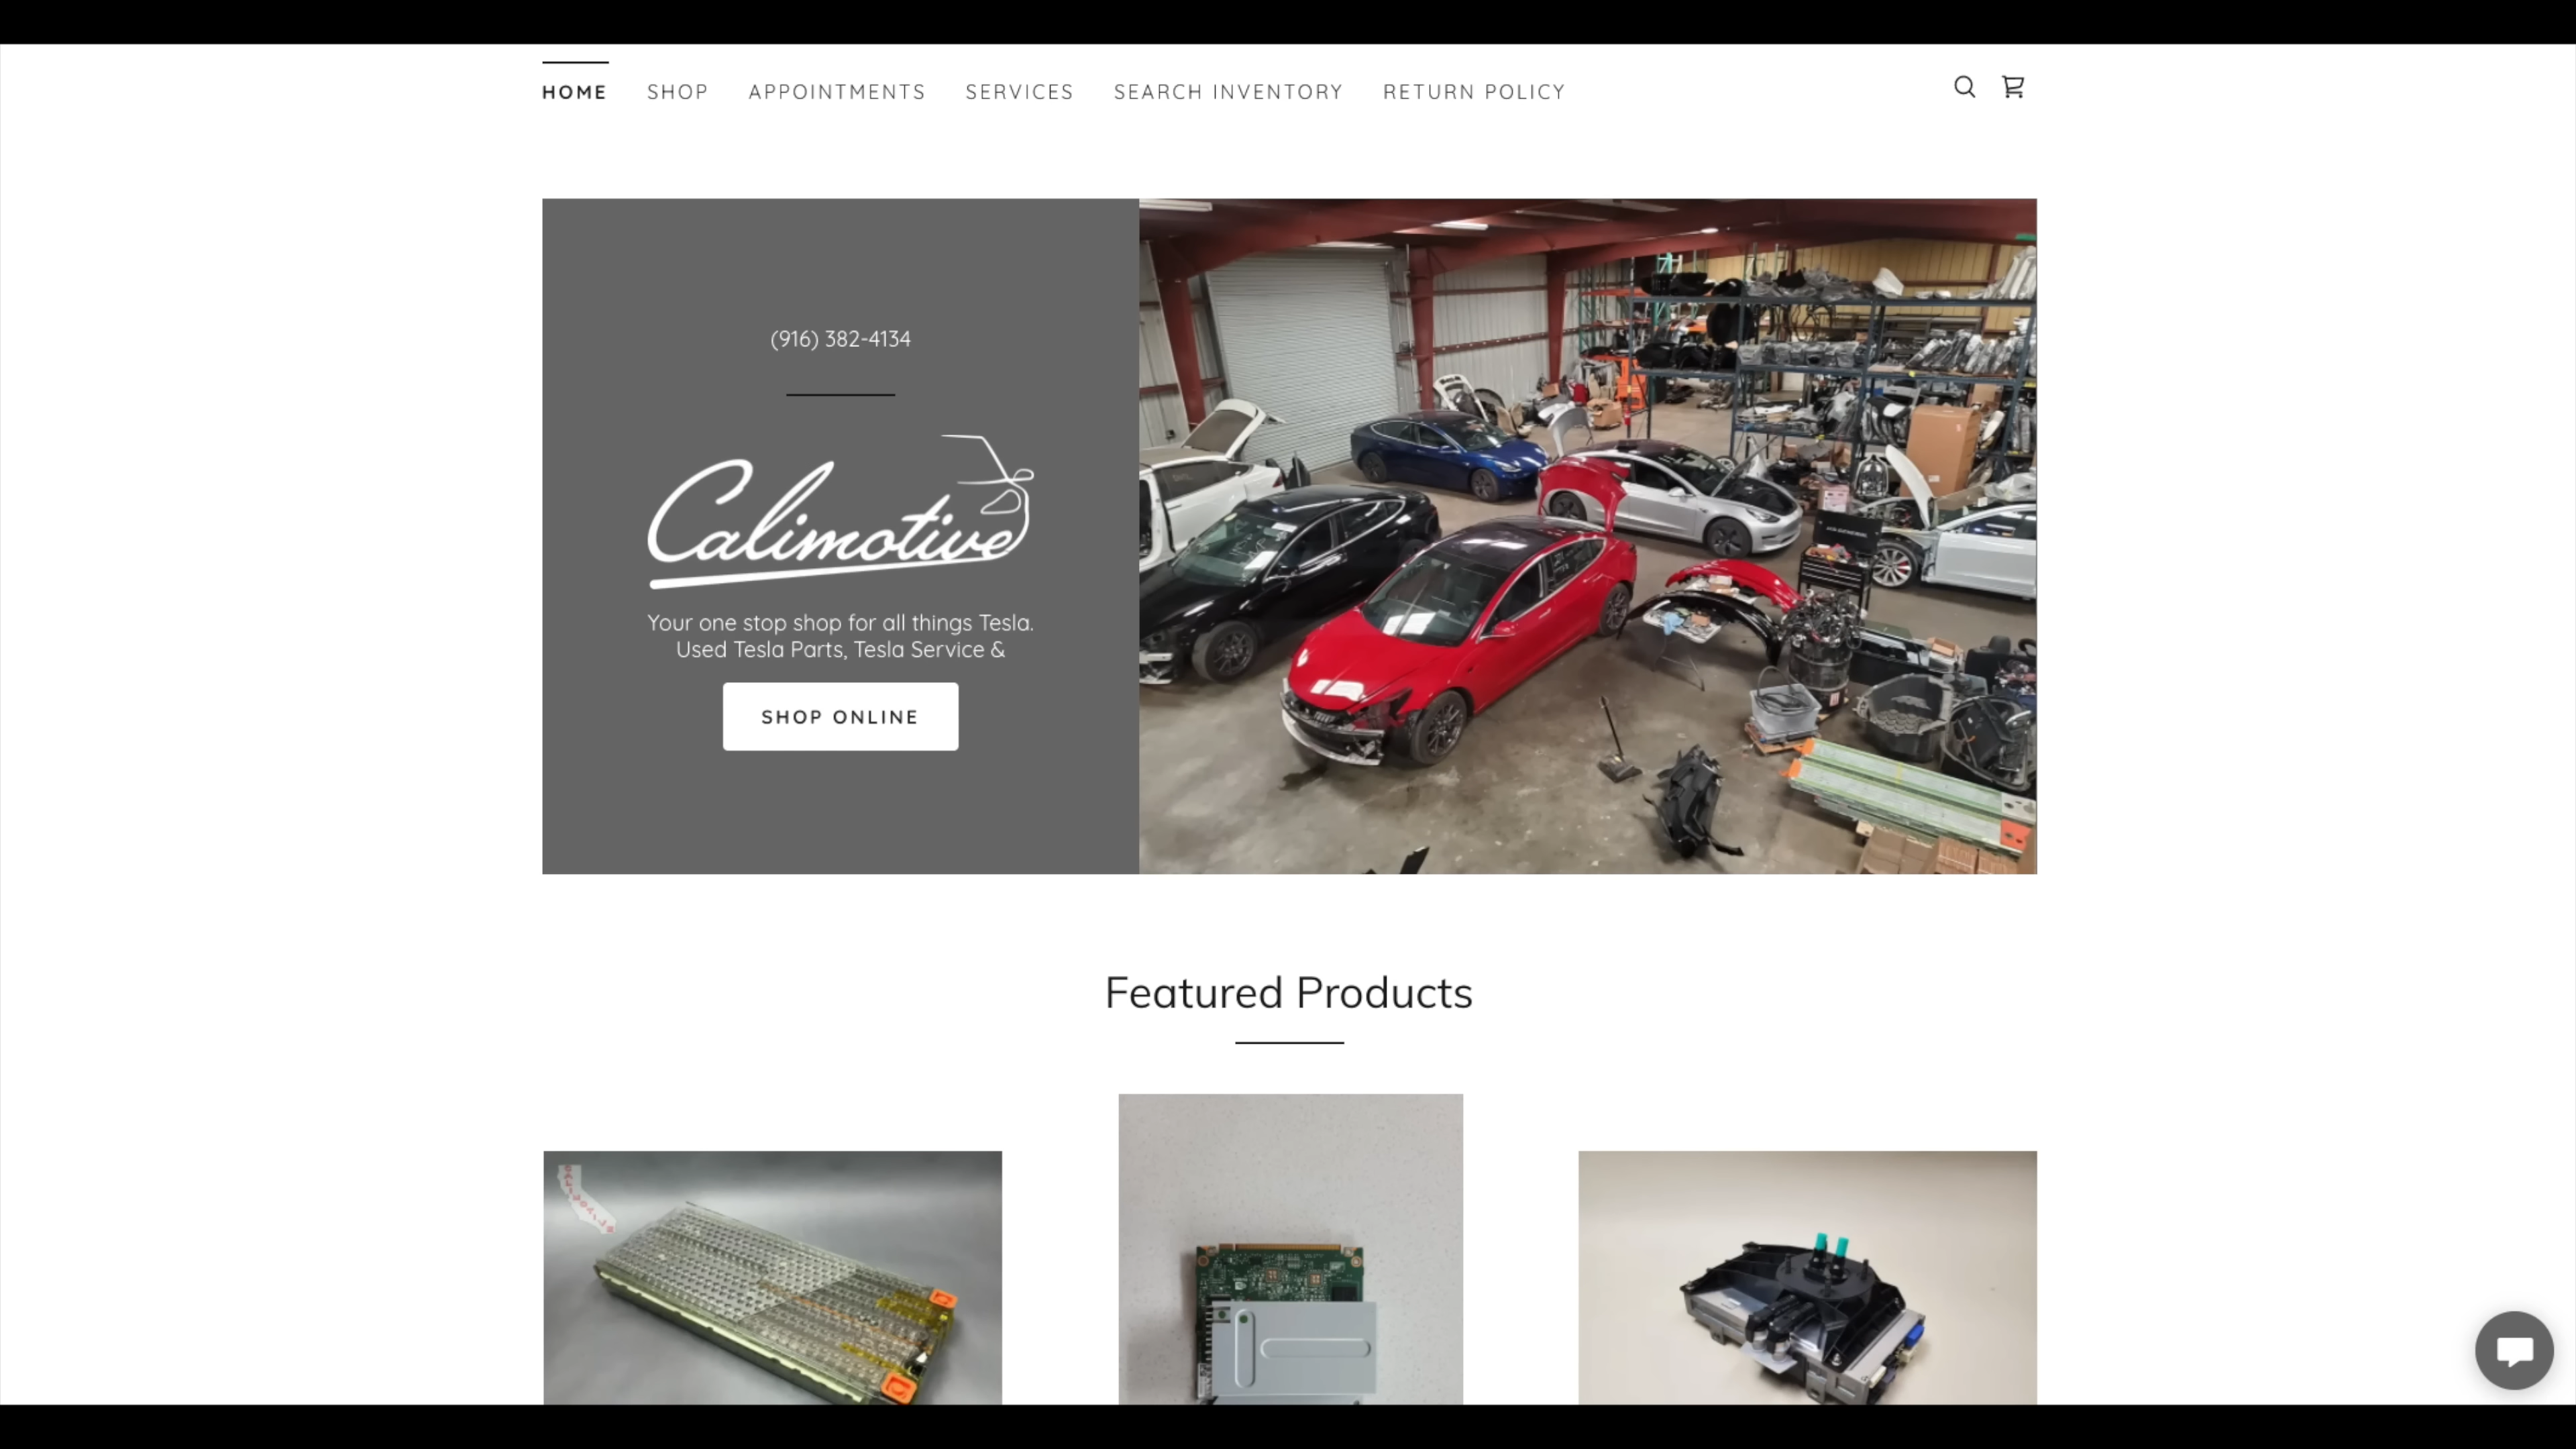 HOME SHOP APPOINTMENTS SERVICES SEARCH INVENTORY RETURN POLICY
(916) 382-4134
Calimotive
Your one stop shop for all things Tesla.
Used Tesla Parts, Tesla Service &
SHOP ONLINE
Featured Products
CALIMOTIVE